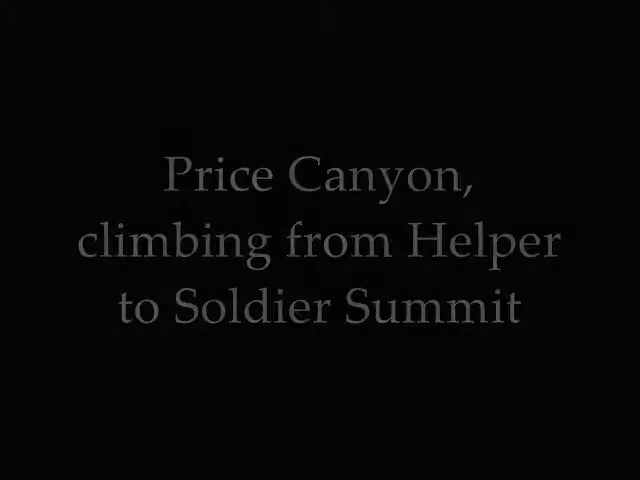 Price Canyon,
climbing from Helper
to Soldier Summit